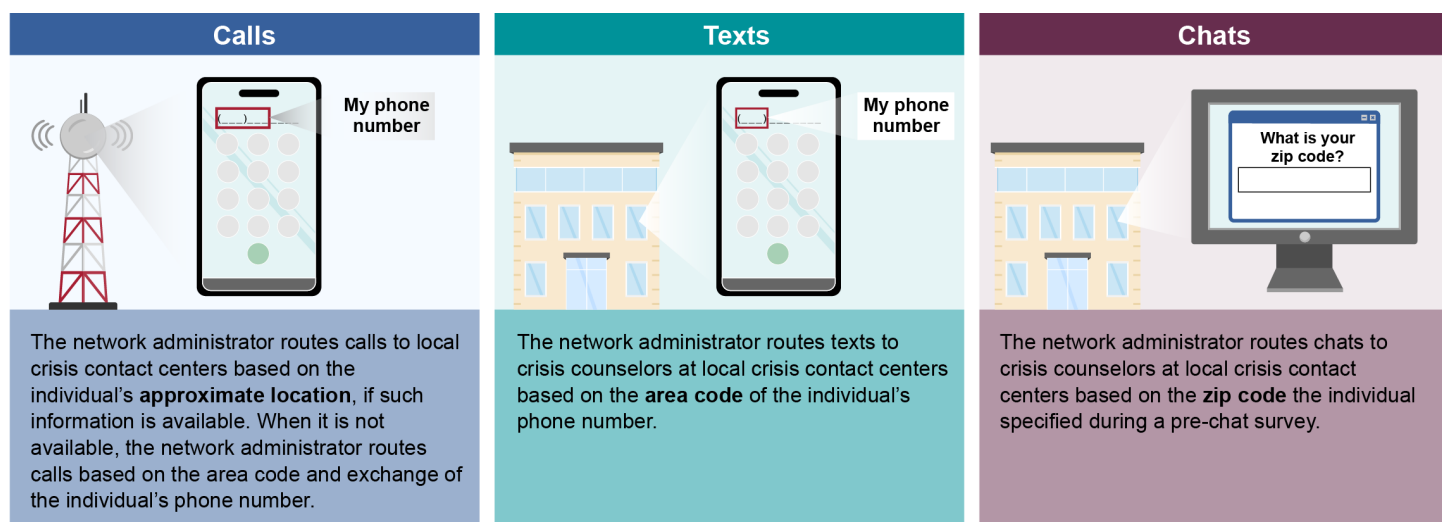 Calls
My phone
number
(_ _ _)_ _ _ _ _ _ _
The network administrator routes calls to local
crisis contact centers based on the
individual’s approximate location, if such
information is available. When it is not
available, the network administrator routes
calls based on the area code and exchange of
the individual’s phone number.
Texts
My phone
number
(_ _ _)_ _ _ _ _ _ _
The network administrator routes texts to
crisis counselors at local crisis contact centers
based on the area code of the individual’s
phone number.
Chats
What is your
zip code?
The network administrator routes chats to
crisis counselors at local crisis contact
centers based on the zip code the individual
specified during a pre-chat survey.